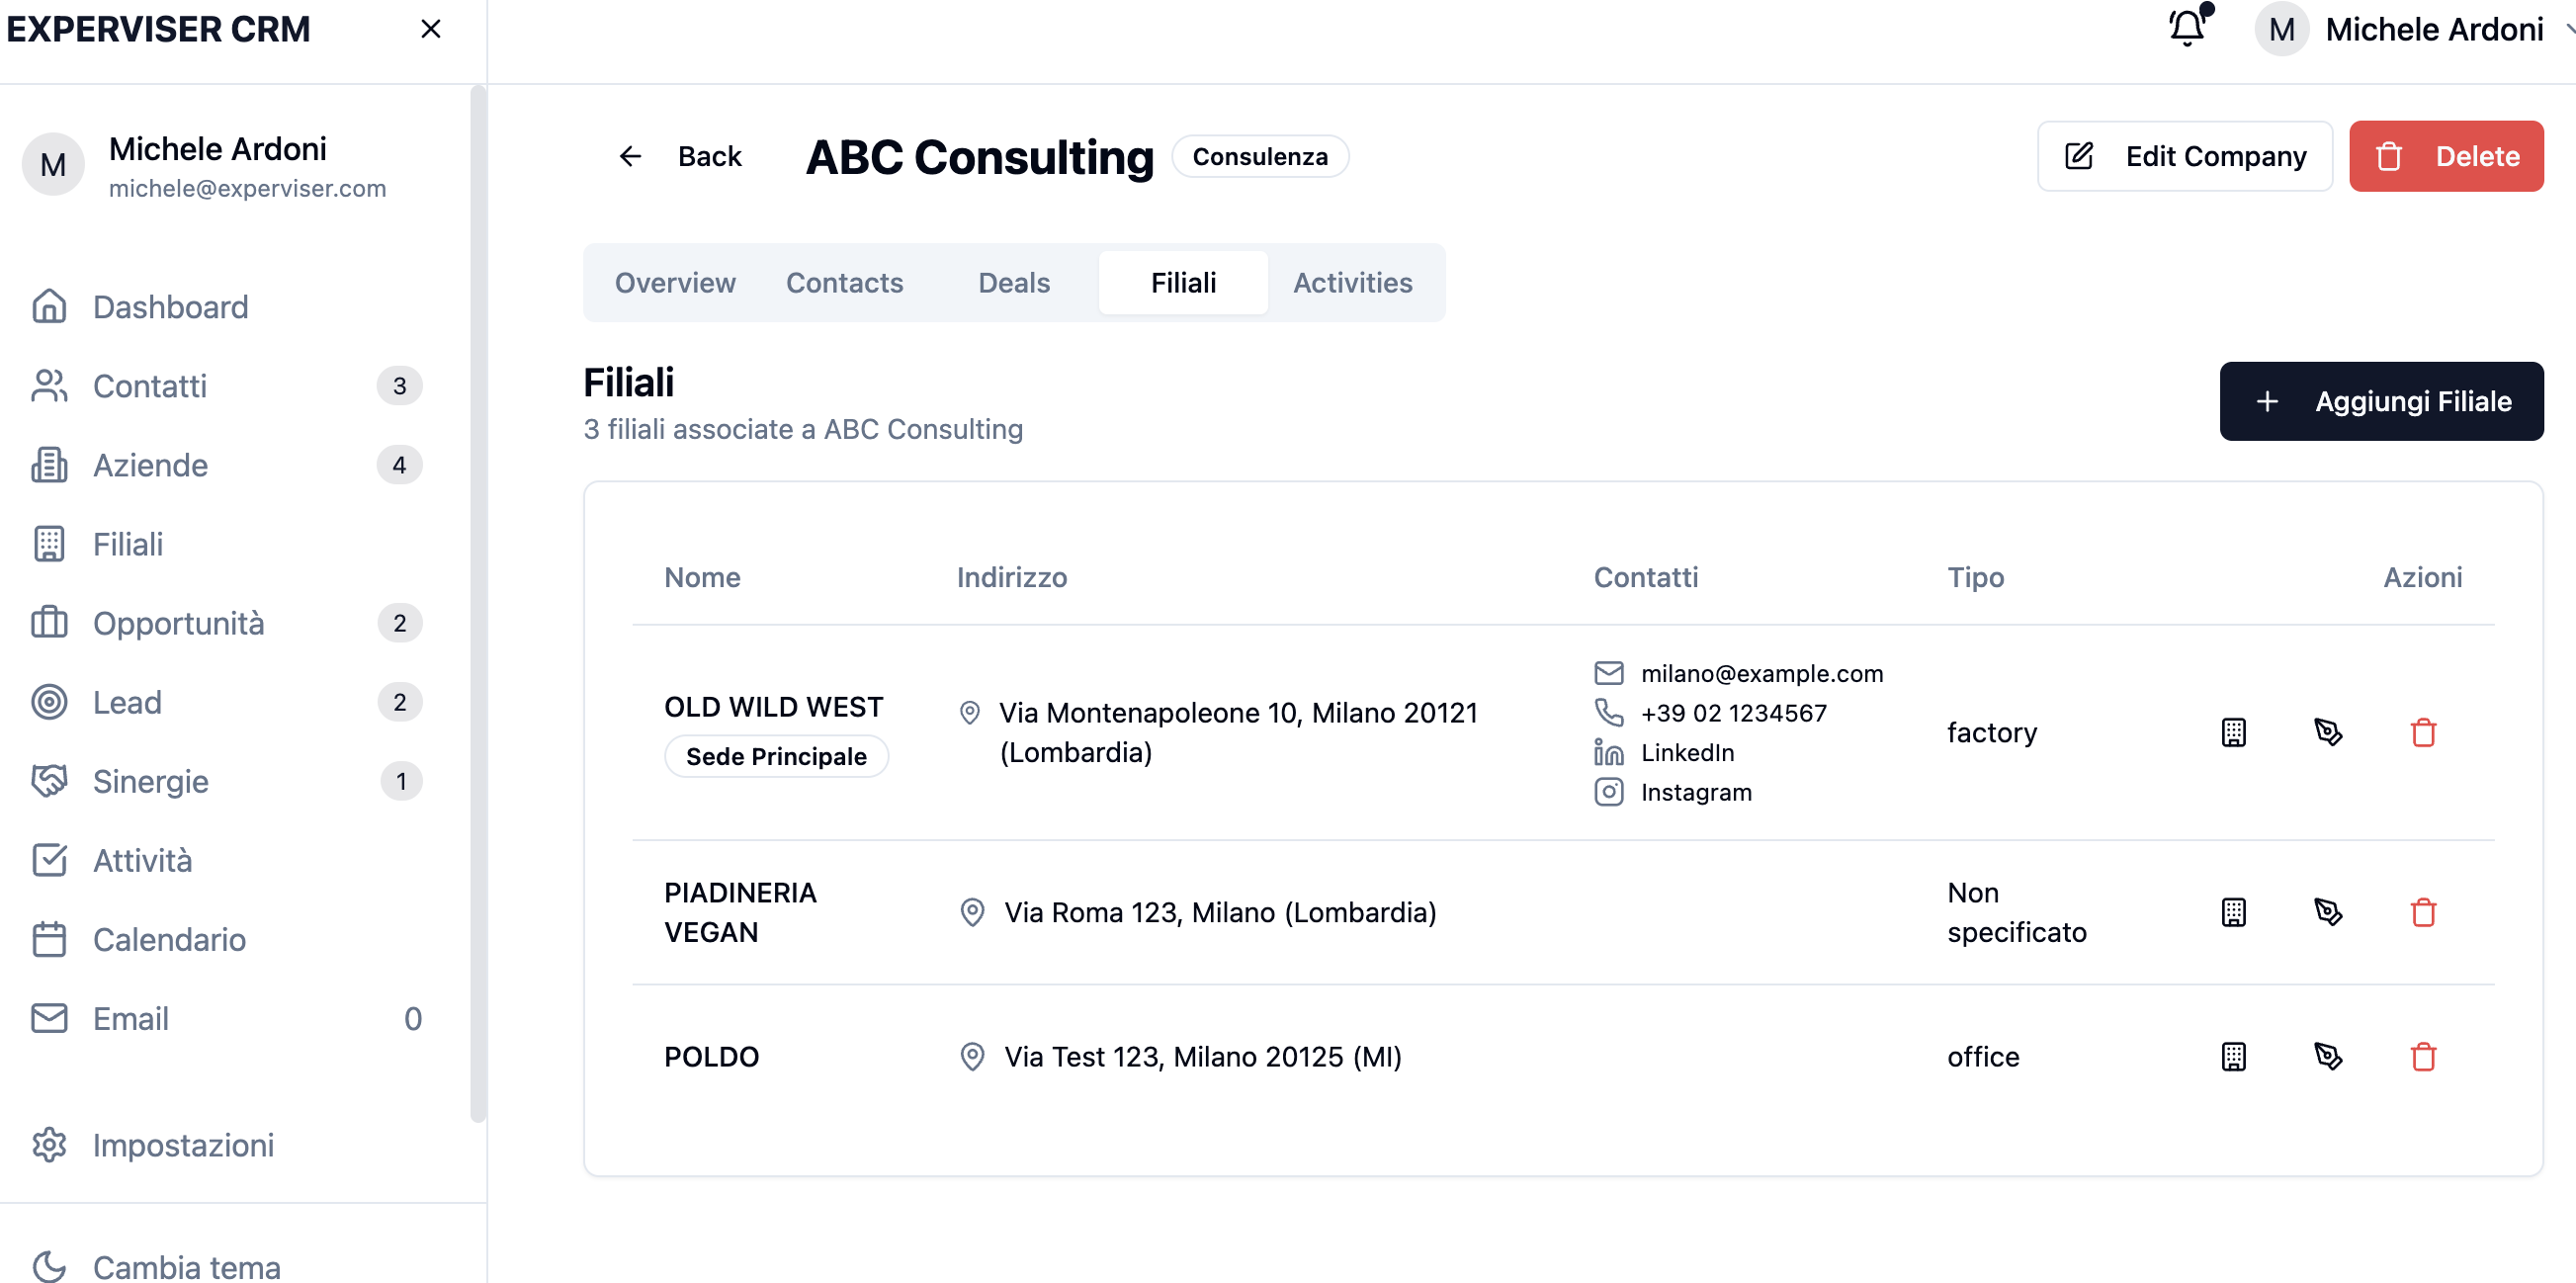 EXPERVISER CRM
M
Michele Ardoni
M
Michele Ardoni
michele@experviser.com
Dashboard
Contatti
3
Aziende
4
Filiali
Opportunità
2
Lead
2
Sinergie
1
Attività
Calendario
Email
0
Impostazioni
Cambia tema
Back
ABC Consulting
Consulenza
Edit Company
Delete
Overview
Contacts
Deals
Filiali
Activities
Filiali
3 filiali associate a ABC Consulting
Aggiungi Filiale
Nome
Indirizzo
Contatti
Tipo
Azioni
OLD WILD WEST
Sede Principale
Via Montenapoleone 10, Milano 20121
(Lombardia)
milano@example.com
+39 02 1234567
LinkedIn
Instagram
factory
PIADINERIA
VEGAN
Via Roma 123, Milano (Lombardia)
Non
specificato
POLDO
Via Test 123, Milano 20125 (MI)
office